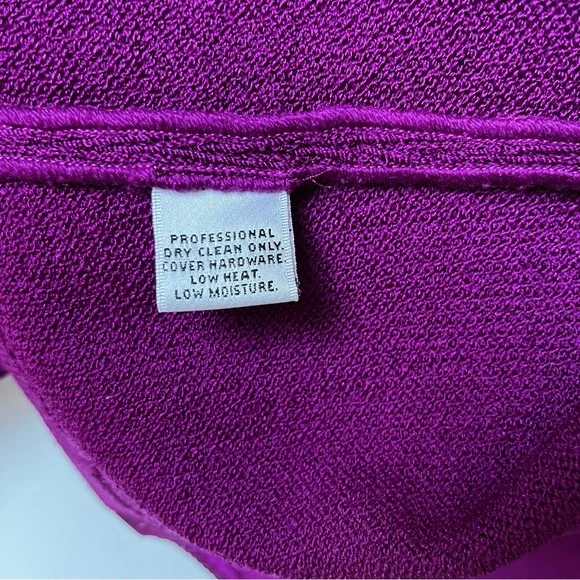 PROFESSIONAL
DRY CLEAN ONLY.
COVER HARDWARE.
LOW HEAT.
LOW MOISTURE.